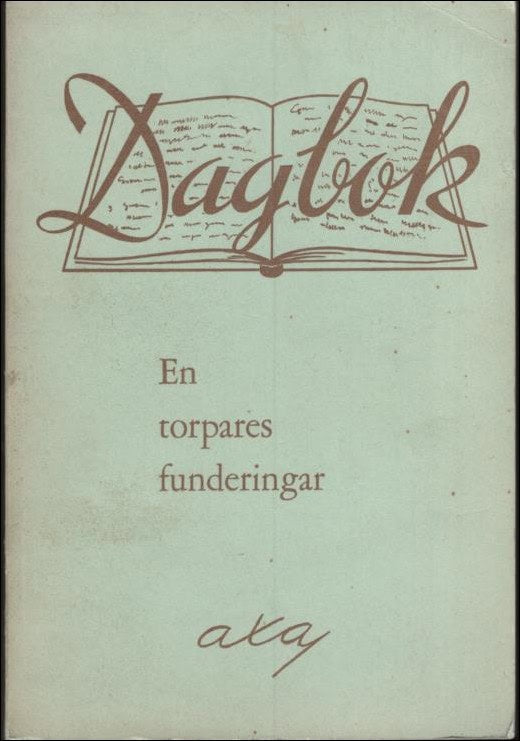 Dagbok
En
torpares
funderingar
axa